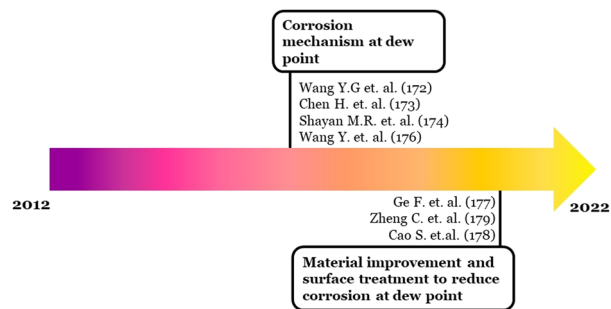 Corrosion
mechanism at dew
point
Wang Y.G et. al. (172)
Chen H. et. al. (173)
Shayan M.R. et. al. (174)
Wang Y. et. al. (176)
2012
2022
Ge F. et. al. (177)
Zheng C. et. al. (179)
Cao S. et.al. (178)
Material improvement and
surface treatment to reduce
corrosion at dew point